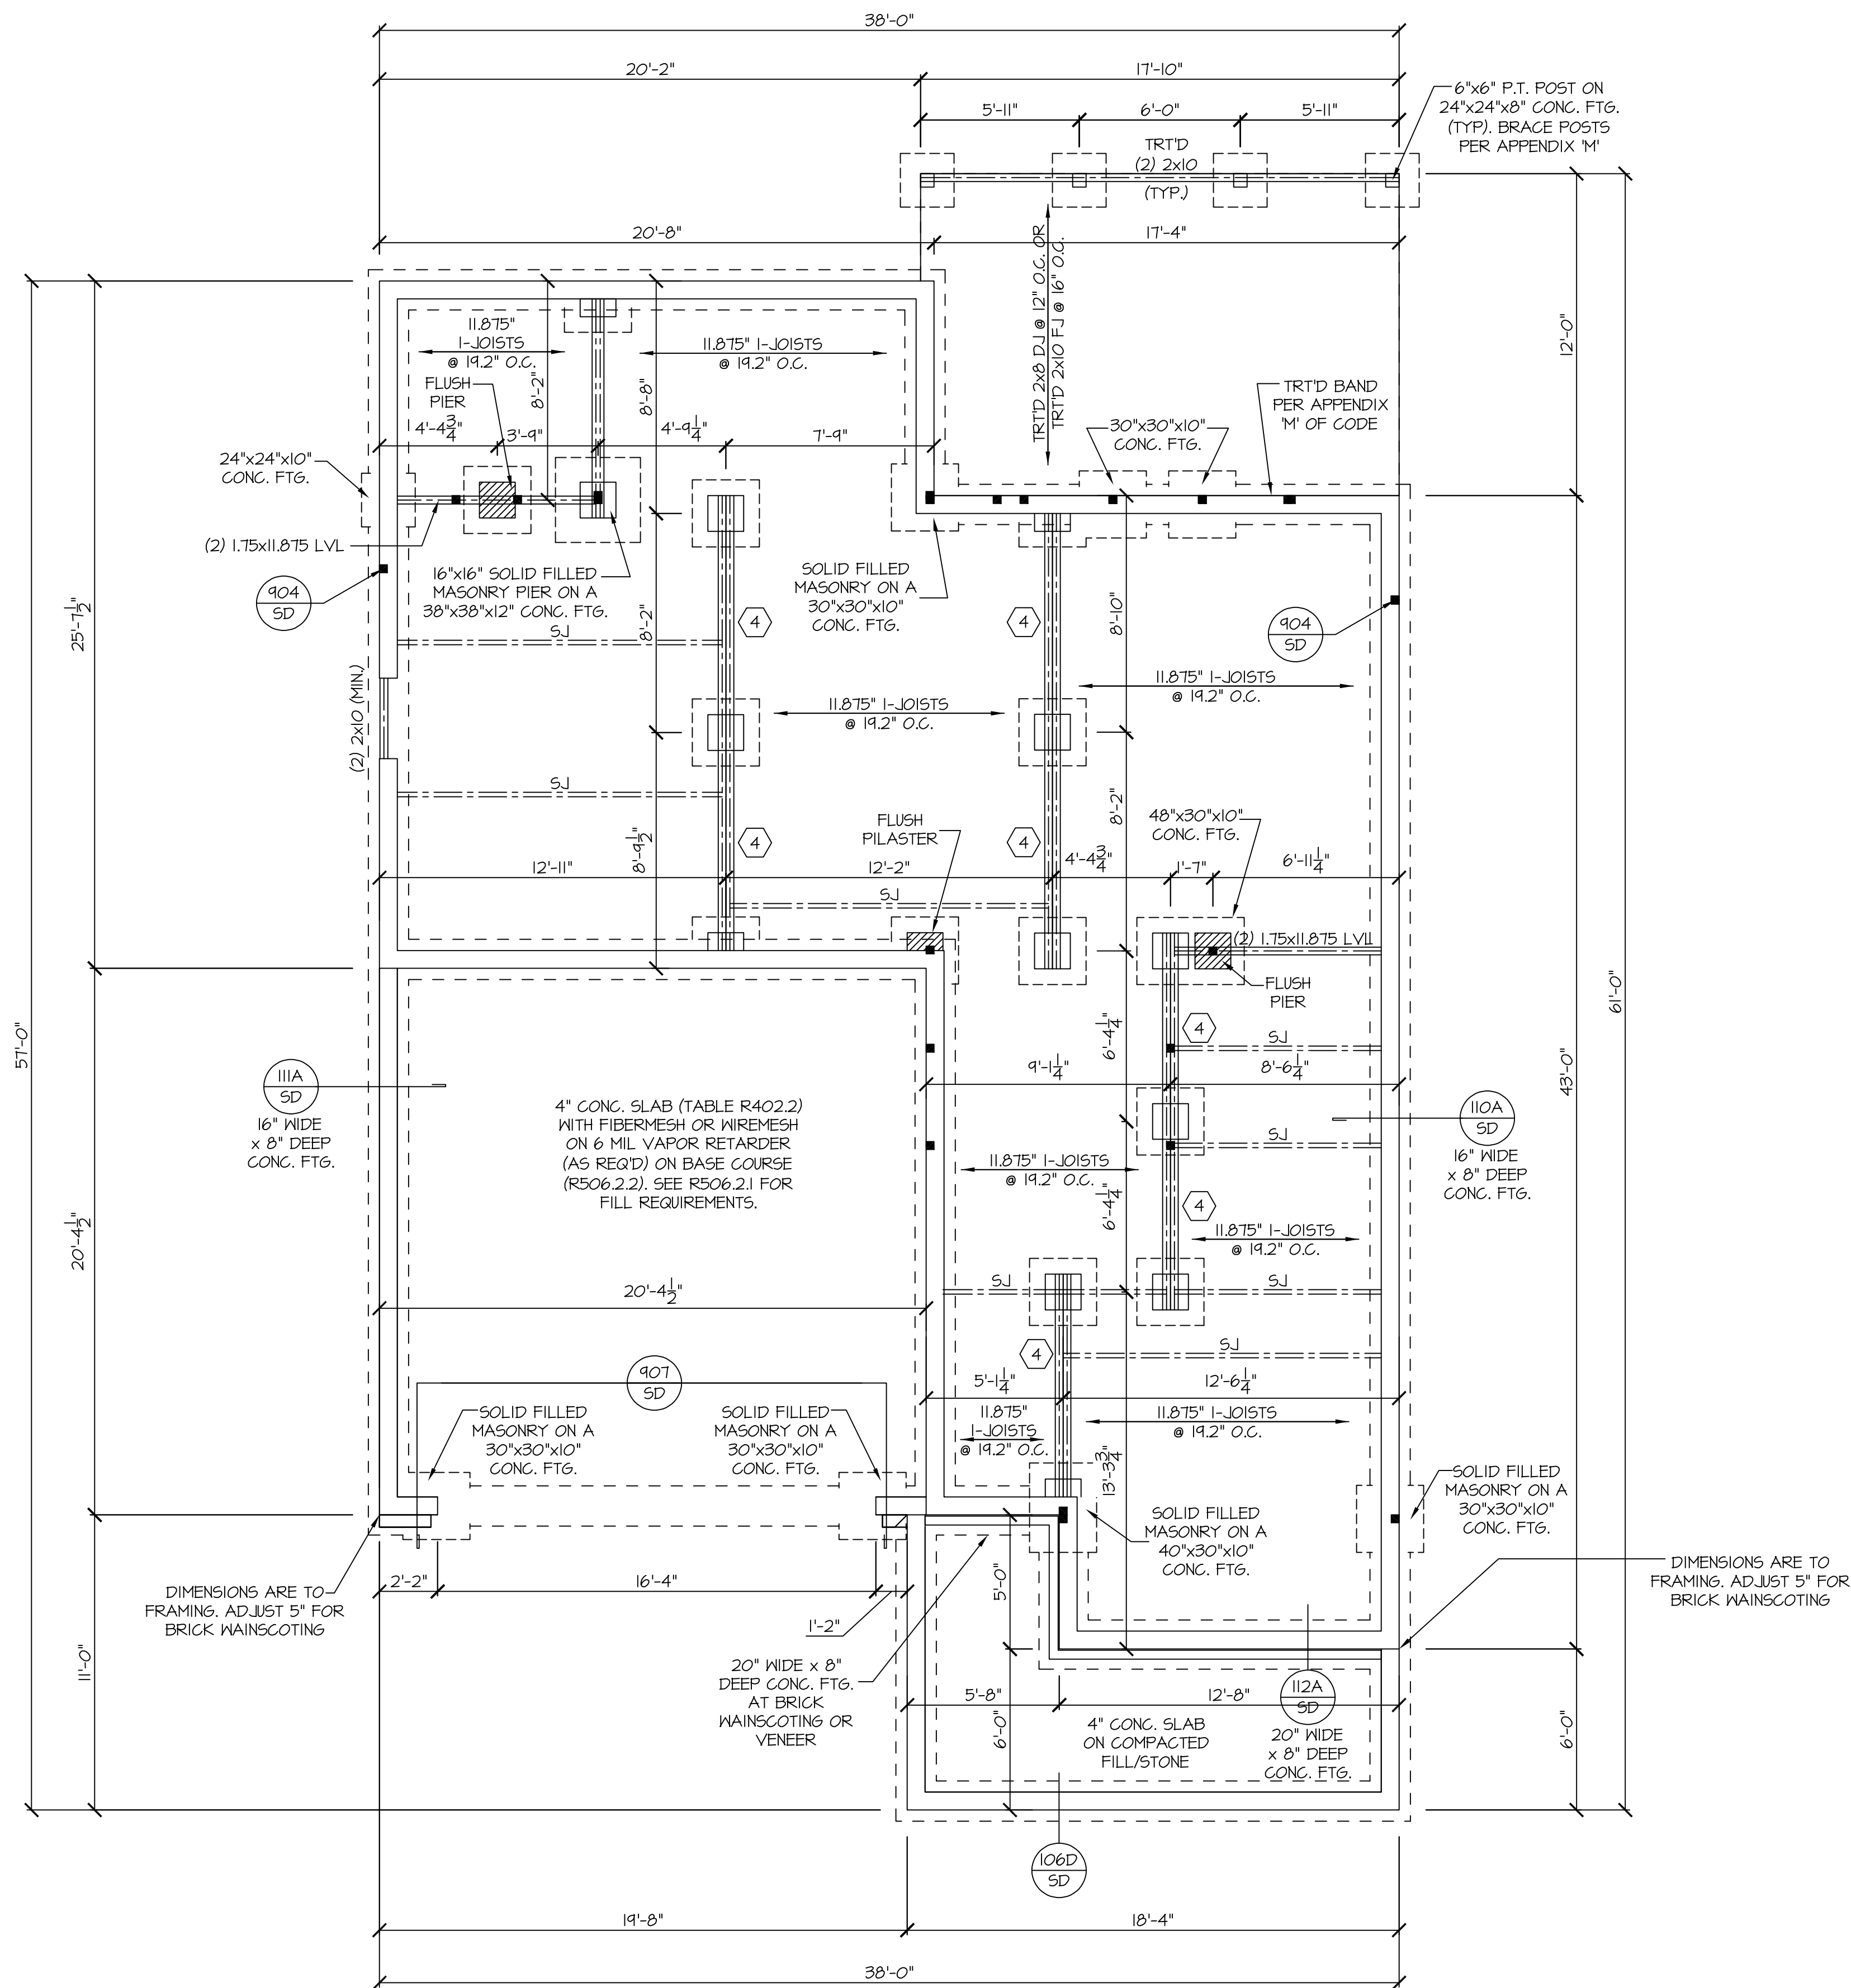 38'-0"
20'-2"
17'-10"
5'-11"
6'-0"
5'-11"
6"x6" P.T. POST ON
24"x24"x8" CONC. FTG.
(TYP). BRACE POSTS
PER APPENDIX 'M'
TRT'D
(2) 2x10
(TYP.)
20'-8"
17'-4"
TRT'D 2x8 DJ @ 12" O.C. OR
TRT'D 2x10 FJ @ 16" O.C.
12'-0"
11.875"
I-JOISTS
@ 19.2" O.C.
11.875" I-JOISTS
@ 19.2" O.C.
8'-2"
8'-8"
FLUSH
PIER
4'-4 3/4"
3'-9"
4'-9 1/4"
7'-9"
30"x30"x10"
CONC. FTG.
TRT'D BAND
PER APPENDIX
'M' OF CODE
24"x24"x10"
CONC. FTG.
(2) 1.75x11.875 LVL
904
SD
16"x16" SOLID FILLED
MASONRY PIER ON A
38"x38"x12" CONC. FTG.
SOLID FILLED
MASONRY ON A
30"x30"x10"
CONC. FTG.
904
SD
25'-7 1/2"
8'-2"
4
4
8'-10"
SJ
(2) 2x10 (MIN.)
11.875" I-JOISTS
@ 19.2" O.C.
11.875" I-JOISTS
@ 19.2" O.C.
SJ
8'-9 1/2"
4
FLUSH
PILASTER
4
8'-2"
48"x30"x10"
CONC. FTG.
12'-11"
12'-2"
4'-4 3/4"
1'-7"
6'-11 1/4"
SJ
(2) 1.75x11.875 LVL
FLUSH
PIER
57'-0"
61'-0"
43'-0"
6'-4 1/4"
4
SJ
9'-1 1/4"
8'-6 1/4"
111A
SD
16" WIDE
x 8" DEEP
CONC. FTG.
4" CONC. SLAB (TABLE R402.2)
WITH FIBERMESH OR WIREMESH
ON 6 MIL VAPOR RETARDER
(AS REQ'D) ON BASE COURSE
(R506.2.2). SEE R506.2.1 FOR
FILL REQUIREMENTS.
110A
SD
16" WIDE
x 8" DEEP
CONC. FTG.
SJ
11.875" I-JOISTS
@ 19.2" O.C.
6'-4 1/4"
4
11.875" I-JOISTS
@ 19.2" O.C.
20'-4 1/2"
20'-4 1/2"
SJ
SJ
4
SJ
907
SD
5'-1 1/4"
12'-6 1/4"
SOLID FILLED
MASONRY ON A
30"x30"x10"
CONC. FTG.
SOLID FILLED
MASONRY ON A
30"x30"x10"
CONC. FTG.
11.875"
I-JOISTS
@ 19.2" O.C.
11.875" I-JOISTS
@ 19.2" O.C.
13'-3 3/4"
SOLID FILLED
MASONRY ON A
40"x30"x10"
CONC. FTG.
SOLID FILLED
MASONRY ON A
30"x30"x10"
CONC. FTG.
DIMENSIONS ARE TO
FRAMING. ADJUST 5" FOR
BRICK WAINSCOTING
2'-2"
16'-4"
1'-2"
5'-0"
DIMENSIONS ARE TO
FRAMING. ADJUST 5" FOR
BRICK WAINSCOTING
11'-0"
20" WIDE x 8"
DEEP CONC. FTG.
AT BRICK
WAINSCOTING OR
VENEER
5'-8"
12'-8"
112A
SD
20" WIDE
x 8" DEEP
CONC. FTG.
6'-0"
4" CONC. SLAB
ON COMPACTED
FILL/STONE
6'-0"
106D
SD
19'-8"
18'-4"
38'-0"